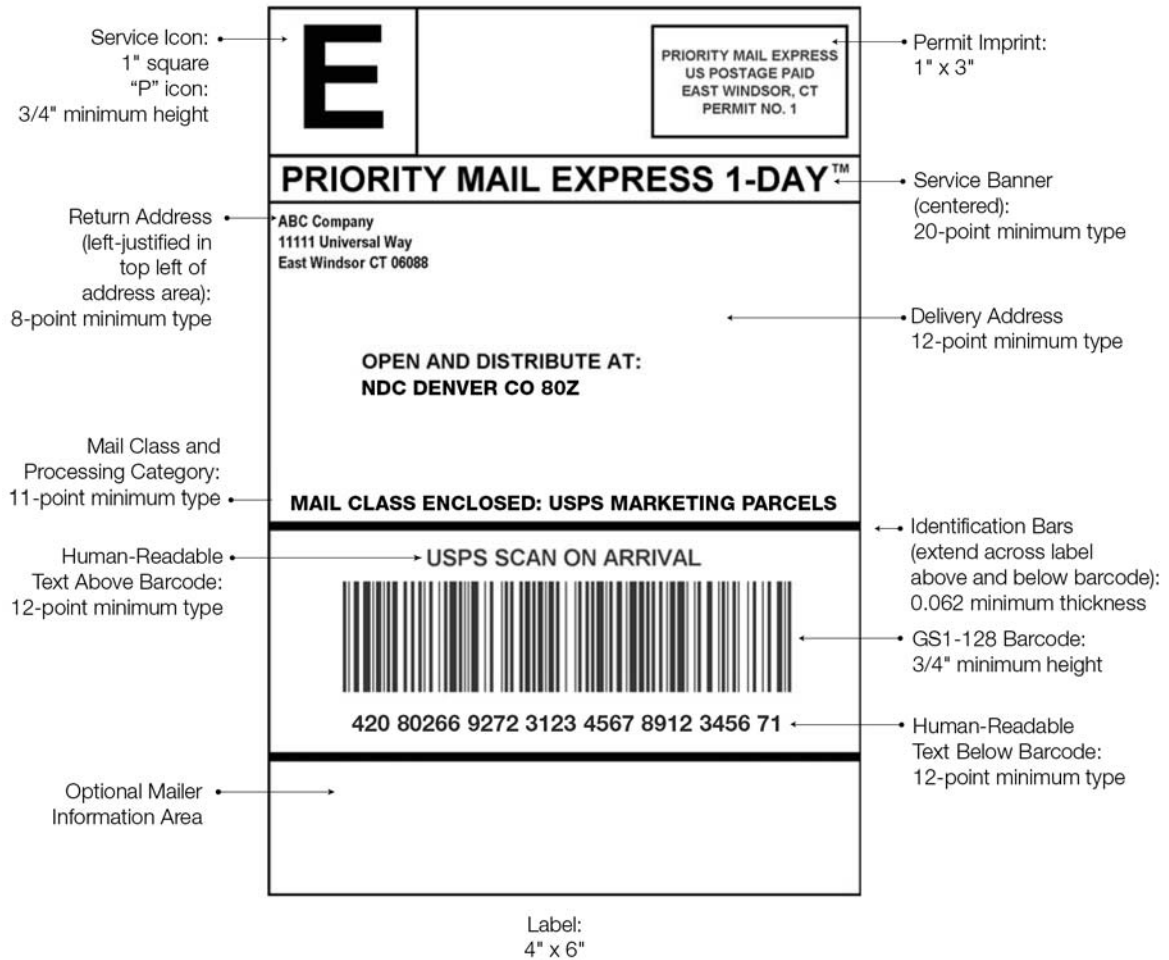 Service Icon:
1" square
“P” icon:
3/4" minimum height
E
PRIORITY MAIL EXPRESS
US POSTAGE PAID
EAST WINDSOR, CT
PERMIT NO. 1
Permit Imprint:
1" x 3"
PRIORITY MAIL EXPRESS 1-DAY™
Service Banner
(centered):
20-point minimum type
Return Address
(left-justified in
top left of
address area):
8-point minimum type
ABC Company
11111 Universal Way
East Windsor CT 06088
Delivery Address
12-point minimum type
OPEN AND DISTRIBUTE AT:
NDC DENVER CO 80Z
Mail Class and
Processing Category:
11-point minimum type
MAIL CLASS ENCLOSED: USPS MARKETING PARCELS
Identification Bars
(extend across label
above and below barcode):
0.062 minimum thickness
Human-Readable
Text Above Barcode:
12-point minimum type
USPS SCAN ON ARRIVAL
GS1-128 Barcode:
3/4" minimum height
420 80266 9272 3123 4567 8912 3456 71
Human-Readable
Text Below Barcode:
12-point minimum type
Optional Mailer
Information Area
Label:
4" x 6"